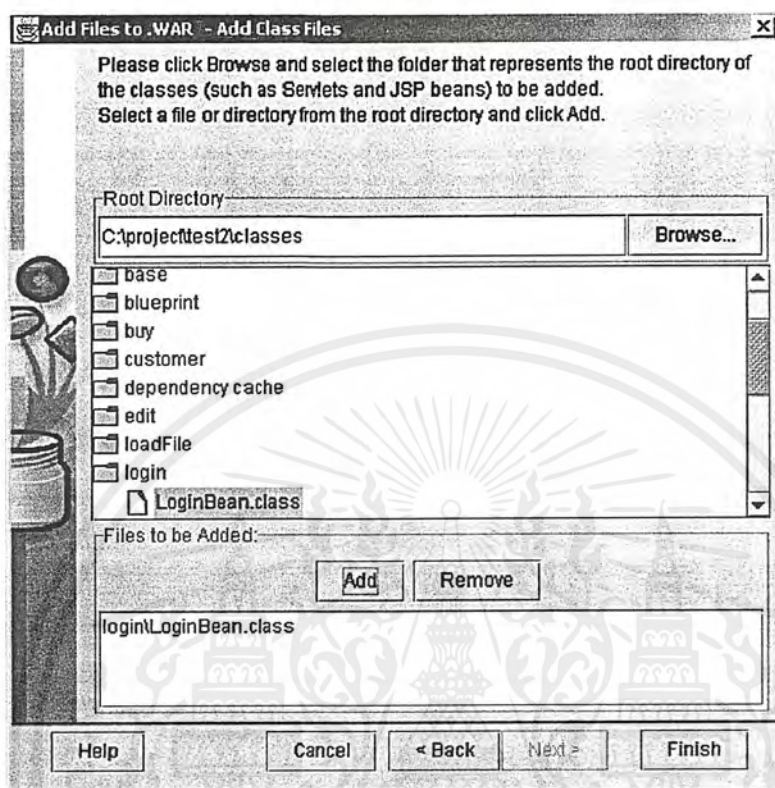 Add Files to .WAR - Add Class Files
Please click Browse and select the folder that represents the root directory of
the classes (such as Servlets and JSP beans) to be added.
Select a file or directory from the root directory and click Add.
Root Directory
C:\project\test2\classes
Browse...
base
blueprint
buy
customer
dependency cache
edit
loadFile
login
LoginBean.class
Files to be Added:
Add
Remove
login\LoginBean.class
Help
Cancel
< Back
Next >
Finish